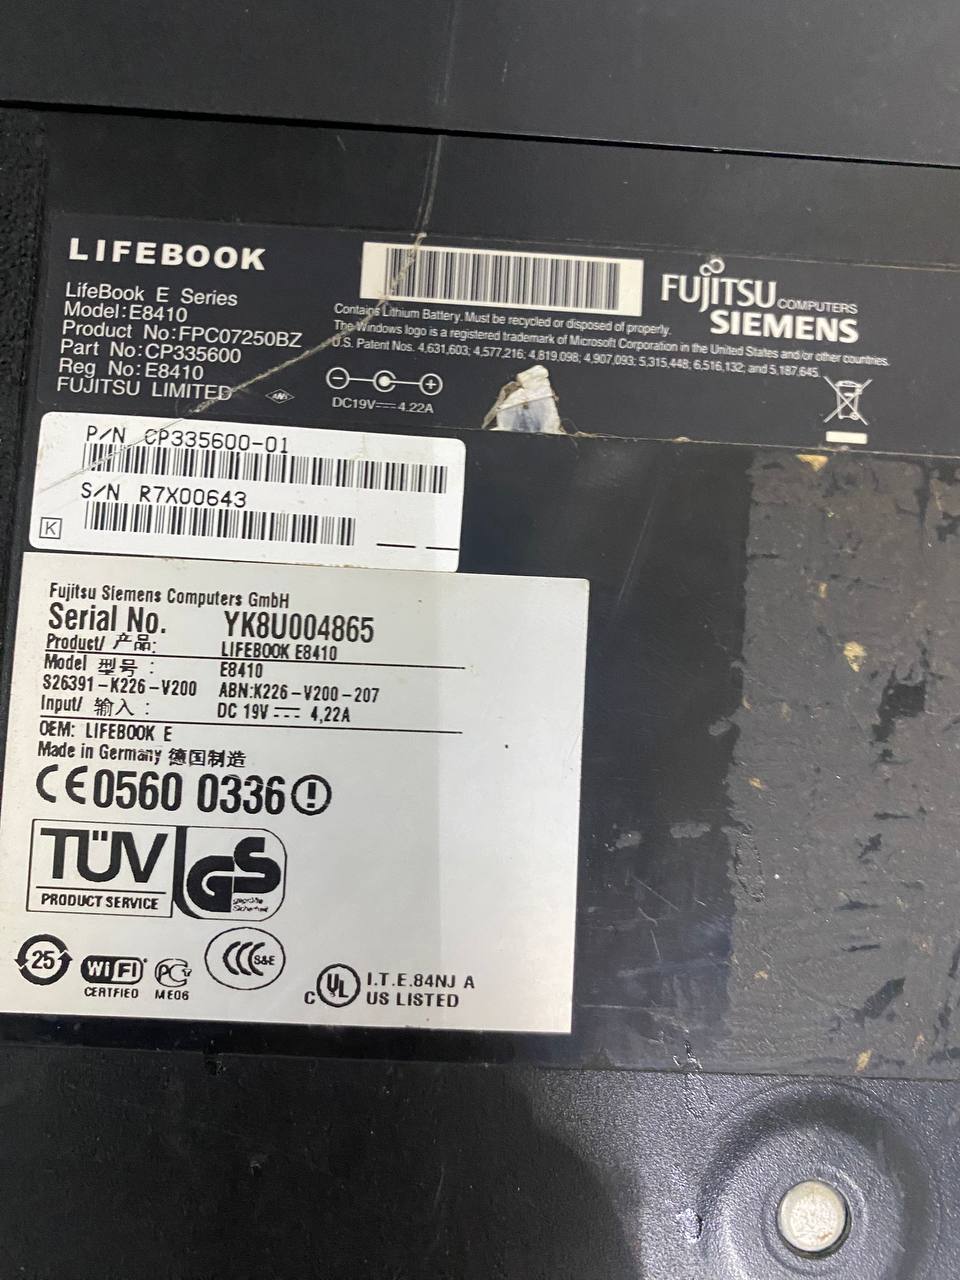 LIFEBOOK
LifeBook E Series
Model:E8410
Product No:FPC07250BZ
Part No:CP335600
Reg No:E8410
FUJITSU LIMITED
FUJITSU COMPUTERS
SIEMENS
Contains Lithium Battery. Must be recycled or disposed of properly.
The Windows logo is a registered trademark of Microsoft Corporation in the United States and/or other countries.
U.S. Patent Nos. 4,631,603; 4,577,216; 4,819,098; 4,907,093; 5,315,448; 6,516,132; and 5,187,645.
DC19V⎓4.22A
P/N CP335600-01
S/N R7X00643
K
Fujitsu Siemens Computers GmbH
Serial No. YK8U004865
Product/ 产品: LIFEBOOK E8410
Model 型号 : E8410
S26391-K226-V200 ABN:K226-V200-207
Input/ 输入 : DC 19V ⎓ 4,22A
OEM: LIFEBOOK E
Made in Germany 德国制造
CE0560 0336
TÜV
PRODUCT SERVICE
GS
geprüfte
Sicherheit
25
WiFi
CERTIFIED
PC
ME06
CCC S&E
C UL US LISTED
I.T.E.84NJ A